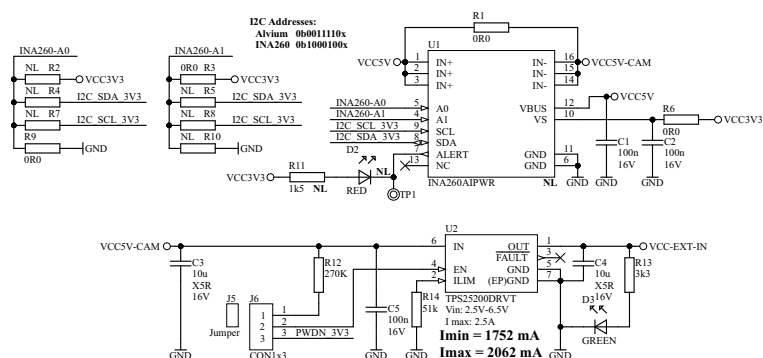 I2C Addresses:
Alvium 0b0011110x
INA260 0b1000100x
INA260-A0
NL R2
VCC3V3
NL R4
I2C_SDA_3V3
NL R7
I2C_SCL_3V3
R9
GND
0R0
INA260-A1
0R0 R3
VCC3V3
NL R5
I2C_SDA_3V3
NL R8
I2C_SCL_3V3
NL R10
GND
R1
0R0
U1
VCC5V
1 IN+ IN- 16
2 IN+ IN- 15
3 IN+ IN- 14
VCC5V-CAM
INA260-A0 5 A0
INA260-A1 4 A1
I2C_SCL_3V3 9 SCL
I2C_SDA_3V3 8 SDA
7 ALERT
13 NC
VBUS 12 VCC5V
VS 10
GND 11
GND 6
INA260AIPWR NL
GND
C1
100n
16V
GND
C2
100n
16V
GND
R6
0R0
VCC3V3
VCC3V3
R11
1k5 NL
D2
RED
NL
TP1
VCC5V-CAM
C3
10u
X5R
16V
GND
J5
Jumper
J6
1
2
3
CON1x3
PWDN_3V3
R12
270K
C5
100n
16V
GND
R14
51k
GND
U2
6 IN OUT 1
FAULT 3
4 EN GND 5
2 ILIM (EP)GND 7
TPS25200DRVT
Vin: 2.5V-6.5V
I max: 2.5A
Imin = 1752 mA
Imax = 2062 mA
VCC-EXT-IN
C4
10u
X5R
16V
R13
3k3
D3
GREEN
GND